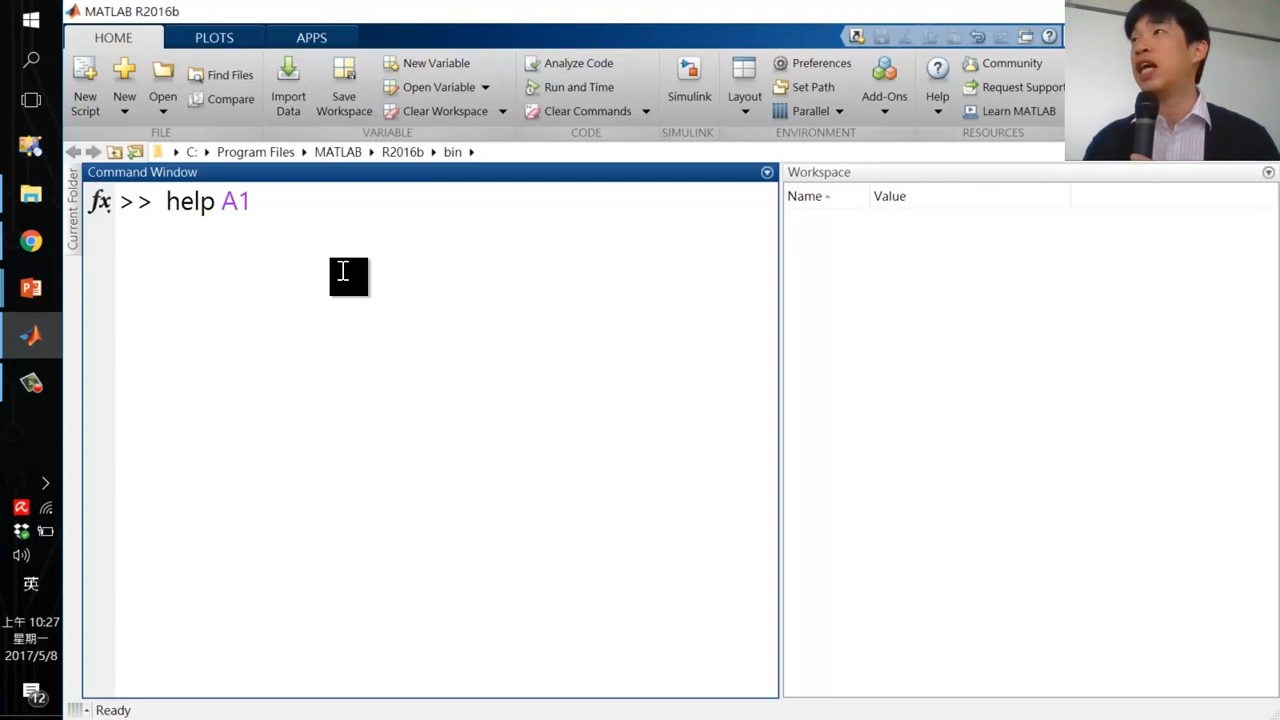 MATLAB R2016b
HOME PLOTS APPS
New Script
New
Open
Find Files
Compare
FILE
Import Data
Save Workspace
New Variable
Open Variable
Clear Workspace
VARIABLE
Analyze Code
Run and Time
Clear Commands
CODE
Simulink
SIMULINK
Layout
Preferences
Set Path
Parallel
Add-Ons
ENVIRONMENT
Help
Community
Request Support
Learn MATLAB
RESOURCES
C: Program Files MATLAB R2016b bin
Current Folder
Command Window
fx >> help A1
Workspace
Name Value
英
上午 10:27
星期一
2017/5/8
12
Ready